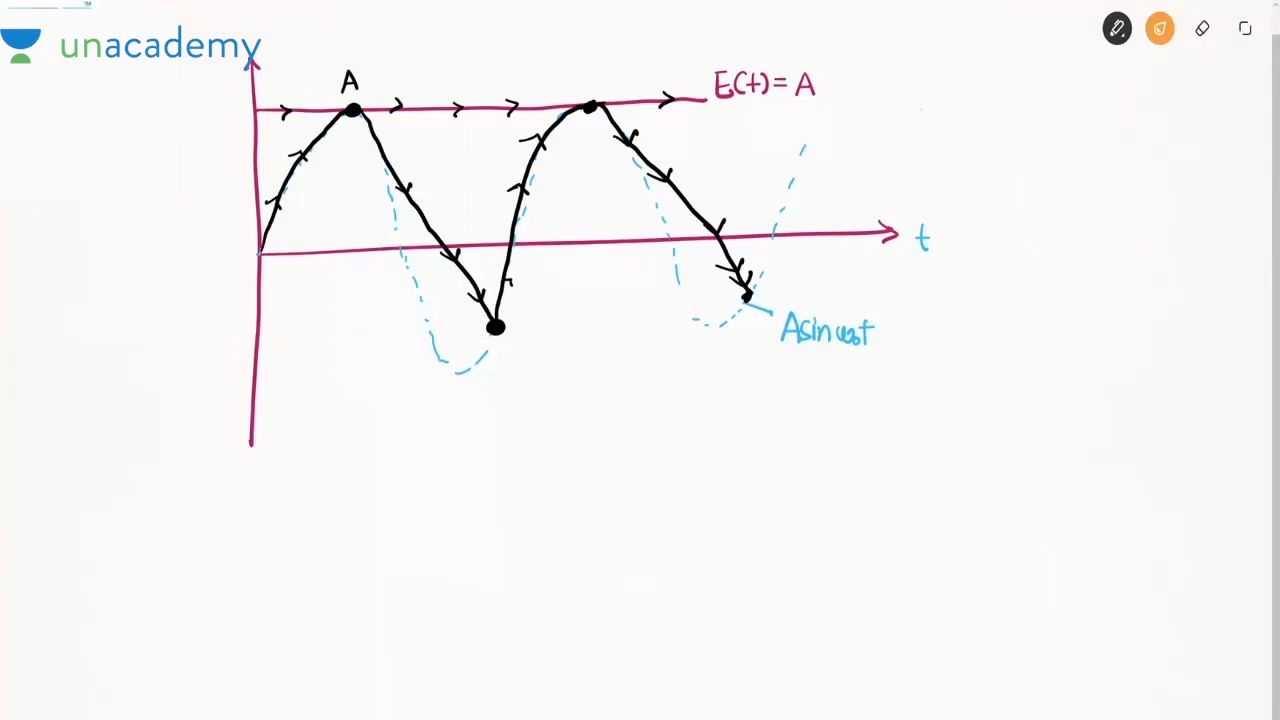 unacademy
A
E(t) = A
t
Asinωt